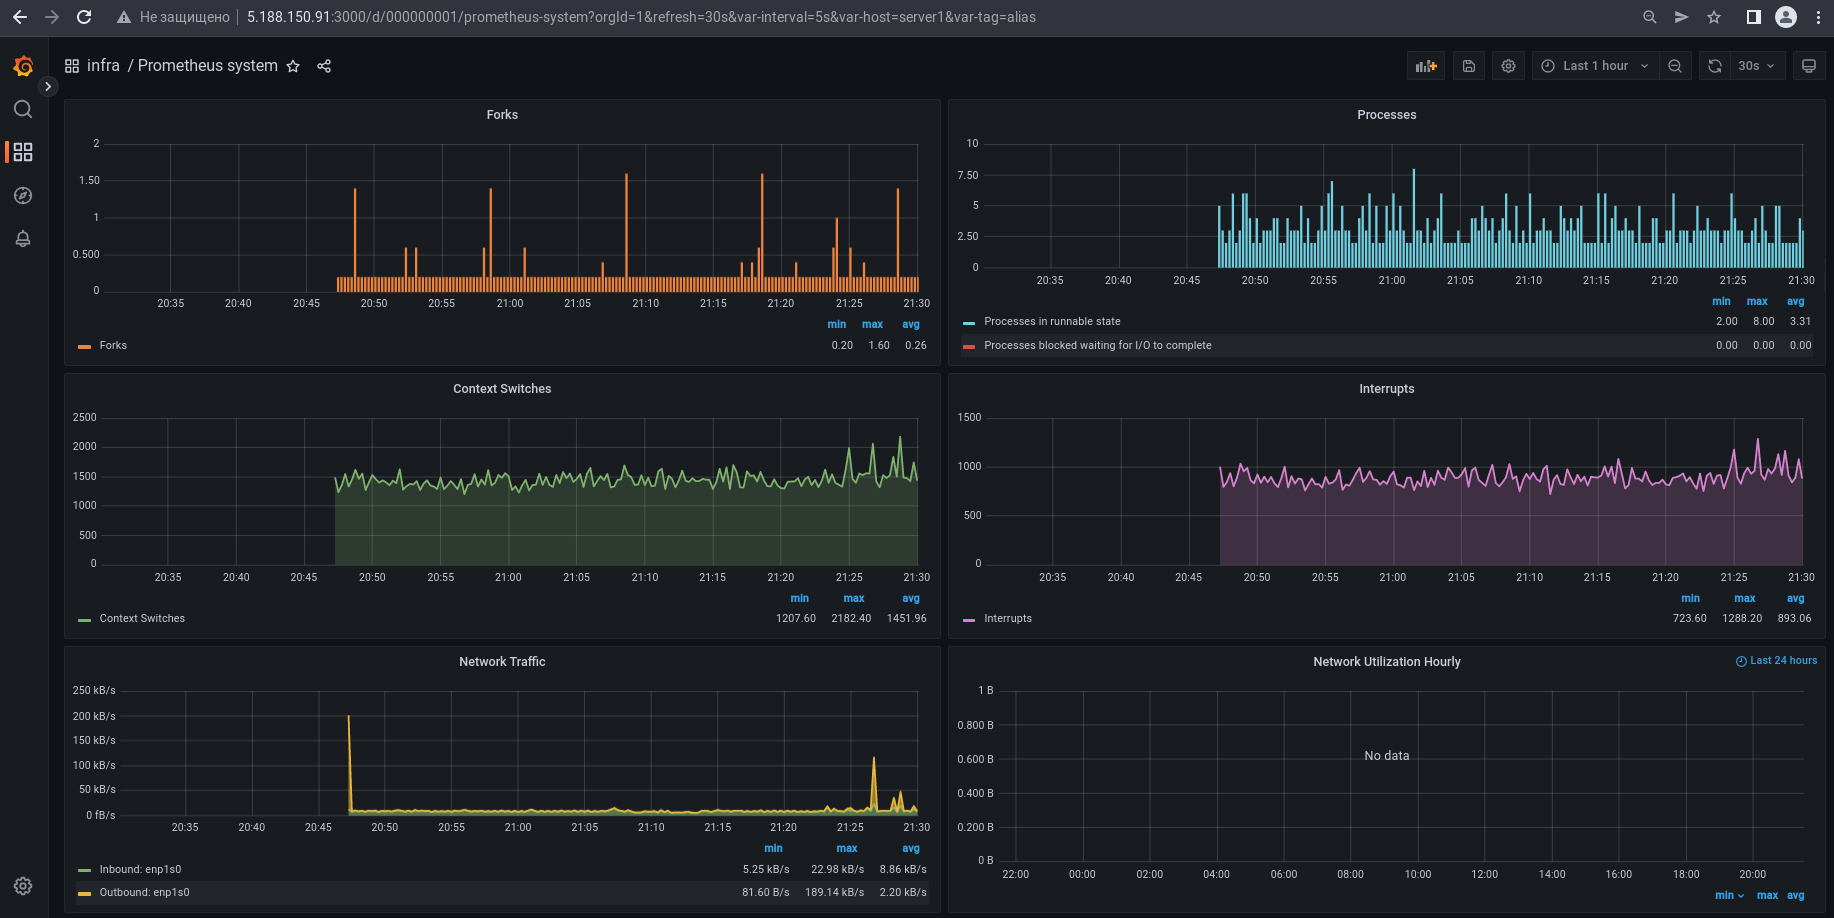 Не защищено 5.188.150.91:3000/d/000000001/prometheus-system?orgId=1&refresh=30s&var-interval=5s&var-host=server1&var-tag=alias
infra / Prometheus system
Last 1 hour
30s
Forks
2
1.50
1
0.500
0
20:35 20:40 20:45 20:50 20:55 21:00 21:05 21:10 21:15 21:20 21:25 21:30
min max avg
Forks 0.20 1.60 0.26
Processes
10
7.50
5
2.50
0
20:35 20:40 20:45 20:50 20:55 21:00 21:05 21:10 21:15 21:20 21:25 21:30
min max avg
Processes in runnable state 2.00 8.00 3.31
Processes blocked waiting for I/O to complete 0.00 0.00 0.00
Context Switches
2500
2000
1500
1000
500
0
20:35 20:40 20:45 20:50 20:55 21:00 21:05 21:10 21:15 21:20 21:25 21:30
min max avg
Context Switches 1207.60 2182.40 1451.96
Interrupts
1500
1000
500
0
20:35 20:40 20:45 20:50 20:55 21:00 21:05 21:10 21:15 21:20 21:25 21:30
min max avg
Interrupts 723.60 1288.20 893.06
Network Traffic
250 kB/s
200 kB/s
150 kB/s
100 kB/s
50 kB/s
0 fB/s
20:35 20:40 20:45 20:50 20:55 21:00 21:05 21:10 21:15 21:20 21:25 21:30
min max avg
Inbound: enp1s0 5.25 kB/s 22.98 kB/s 8.86 kB/s
Outbound: enp1s0 81.60 B/s 189.14 kB/s 2.20 kB/s
Network Utilization Hourly
Last 24 hours
1 B
0.800 B
0.600 B
0.400 B
0.200 B
0 B
No data
22:00 00:00 02:00 04:00 06:00 08:00 10:00 12:00 14:00 16:00 18:00 20:00
min max avg